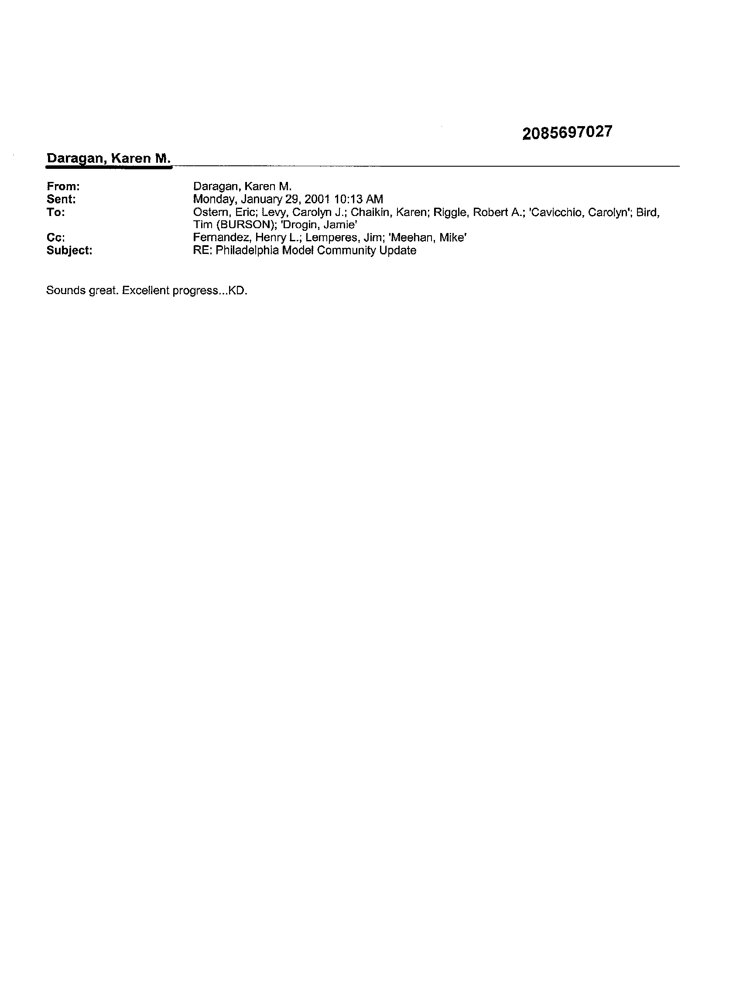 2085697027
Daragan, Karen M.
From: Daragan, Karen M.
Sent: Monday, January 29, 2001 10:13 AM
To: Ostern, Eric; Levy, Carolyn J.; Chaikin, Karen; Riggle, Robert A.; 'Cavicchio, Carolyn'; Bird,
Tim (BURSON); 'Drogin, Jamie'
Cc: Fernandez, Henry L.; Lemperes, Jim; 'Meehan, Mike'
Subject: RE: Philadelphia Model Community Update
Sounds great. Excellent progress...KD.